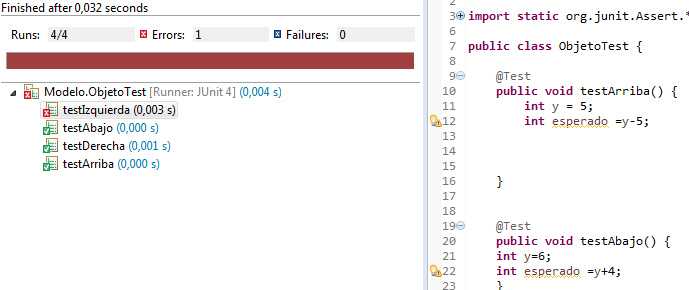 Finished after 0,032 seconds
Runs: 4/4 Errors: 1 Failures: 0
Modelo.ObjetoTest [Runner: JUnit 4] (0,004 s)
testIzquierda (0,003 s)
testAbajo (0,000 s)
testDerecha (0,001 s)
testArriba (0,000 s)
2
3 import static org.junit.Assert.*
6
7 public class ObjetoTest {
8
9 @Test
10 public void testArriba() {
11 int y = 5;
12 int esperado =y-5;
13
14
15
16 }
17
18
19 @Test
20 public void testAbajo() {
21 int y=6;
22 int esperado =y+4;
23 }